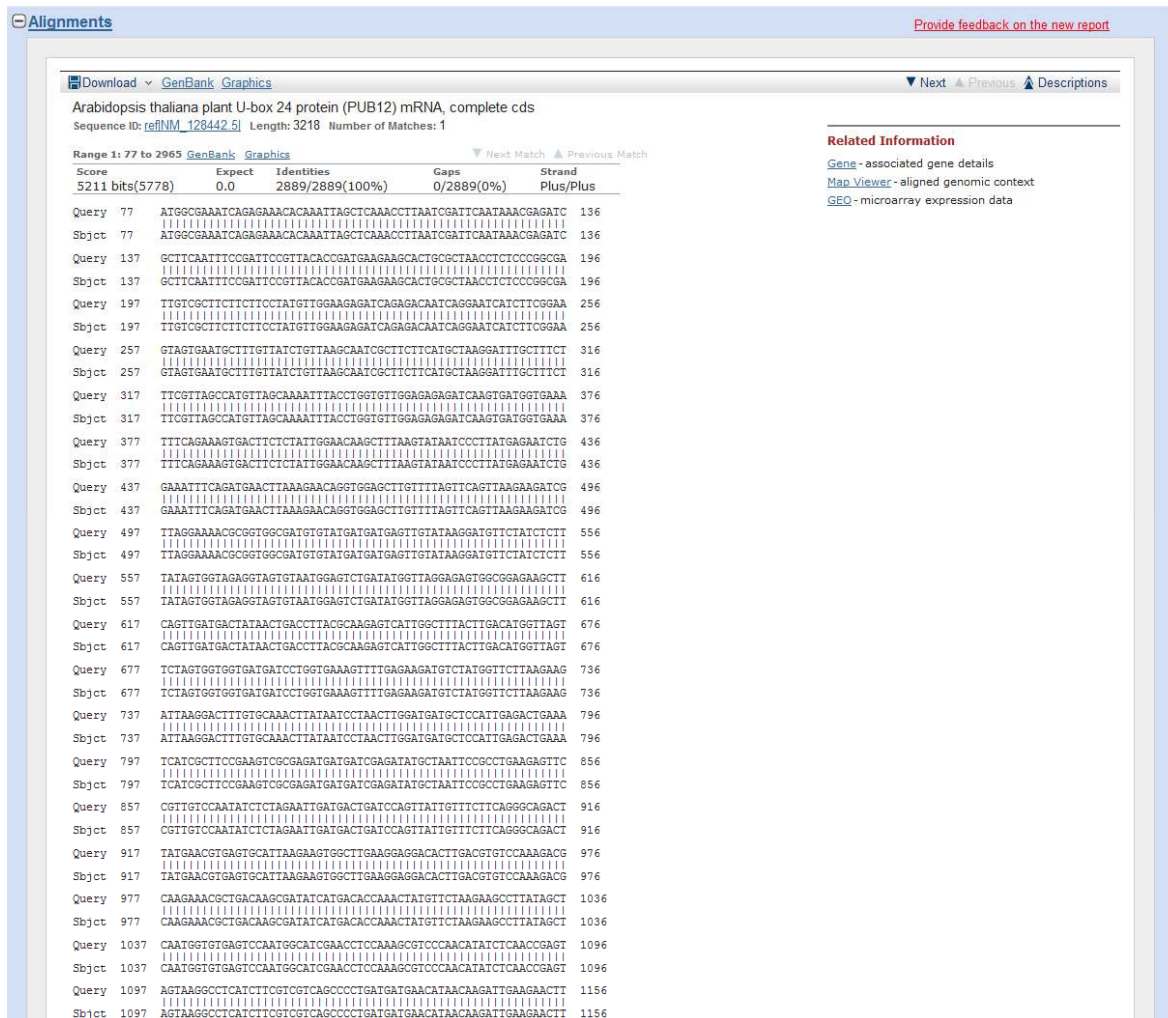 Alignments
Provide feedback on the new report
Download GenBank Graphics
Next Previous Descriptions
Arabidopsis thaliana plant U-box 24 protein (PUB12) mRNA, complete cds
Sequence ID: ref|NM_128442.5| Length: 3218 Number of Matches: 1
Related Information
Gene - associated gene details
Map Viewer - aligned genomic context
GEO - microarray expression data
Range 1: 77 to 2965 GenBank Graphics
Next Match Previous Match
Score Expect Identities Gaps Strand
5211 bits(5778) 0.0 2889/2889(100%) 0/2889(0%) Plus/Plus
Query 77 ATGGCGAAATCAGAGAAACACAAATTAGCTCAAACCTTAATCGATTCAATAAACGAGATC 136
Sbjct 77 ATGGCGAAATCAGAGAAACACAAATTAGCTCAAACCTTAATCGATTCAATAAACGAGATC 136
Query 137 GCTTCAATTTCCGATTCCGTTACACCGATGAAGAAGCACTGCGCTAACCTCTCCCGGCGA 196
Sbjct 137 GCTTCAATTTCCGATTCCGTTACACCGATGAAGAAGCACTGCGCTAACCTCTCCCGGCGA 196
Query 197 TTGTCGCTTCTTCTTCCTATGTTGGAAGAGATCAGAGACAATCAGGAATCATCTTCGGAA 256
Sbjct 197 TTGTCGCTTCTTCTTCCTATGTTGGAAGAGATCAGAGACAATCAGGAATCATCTTCGGAA 256
Query 257 GTAGTGAATGCTTTGTTATCTGTTAAGCAATCGCTTCTTCATGCTAAGGATTTGCTTTCT 316
Sbjct 257 GTAGTGAATGCTTTGTTATCTGTTAAGCAATCGCTTCTTCATGCTAAGGATTTGCTTTCT 316
Query 317 TTCGTTAGCCATGTTAGCAAAATTTACCTGGTGTTGGAGAGAGATCAAGTGATGGTGAAA 376
Sbjct 317 TTCGTTAGCCATGTTAGCAAAATTTACCTGGTGTTGGAGAGAGATCAAGTGATGGTGAAA 376
Query 377 TTTCAGAAAGTGACTTCTCTATTGGAACAAGCTTTAAGTATAATCCCTTATGAGAATCTG 436
Sbjct 377 TTTCAGAAAGTGACTTCTCTATTGGAACAAGCTTTAAGTATAATCCCTTATGAGAATCTG 436
Query 437 GAAATTTCAGATGAACTTAAAGAACAGGTGGAGCTTGTTTTAGTTCAGTTAAGAAGATCG 496
Sbjct 437 GAAATTTCAGATGAACTTAAAGAACAGGTGGAGCTTGTTTTAGTTCAGTTAAGAAGATCG 496
Query 497 TTAGGAAAACGCGGTGGCGATGTGTATGATGATGAGTTGTATAAGGATGTTCTATCTCTT 556
Sbjct 497 TTAGGAAAACGCGGTGGCGATGTGTATGATGATGAGTTGTATAAGGATGTTCTATCTCTT 556
Query 557 TATAGTGGTAGAGGTAGTGTAATGGAGTCTGATATGGTTAGGAGAGTGGCGGAGAAGCTT 616
Sbjct 557 TATAGTGGTAGAGGTAGTGTAATGGAGTCTGATATGGTTAGGAGAGTGGCGGAGAAGCTT 616
Query 617 CAGTTGATGACTATAACTGACCTTACGCAAGAGTCATTGGCTTTACTTGACATGGTTAGT 676
Sbjct 617 CAGTTGATGACTATAACTGACCTTACGCAAGAGTCATTGGCTTTACTTGACATGGTTAGT 676
Query 677 TCTAGTGGTGGTGATGATCCTGGTGAAAGTTTTGAGAAGATGTCTATGGTTCTTAAGAAG 736
Sbjct 677 TCTAGTGGTGGTGATGATCCTGGTGAAAGTTTTGAGAAGATGTCTATGGTTCTTAAGAAG 736
Query 737 ATTAAGGACTTTGTGCAAACTTATAATCCTAACTTGGATGATGCTCCATTGAGACTGAAA 796
Sbjct 737 ATTAAGGACTTTGTGCAAACTTATAATCCTAACTTGGATGATGCTCCATTGAGACTGAAA 796
Query 797 TCATCGCTTCCGAAGTCGCGAGATGATGATCGAGATATGCTAATTCCGCCTGAAGAGTTC 856
Sbjct 797 TCATCGCTTCCGAAGTCGCGAGATGATGATCGAGATATGCTAATTCCGCCTGAAGAGTTC 856
Query 857 CGTTGTCCAATATCTCTAGAATTGATGACTGATCCAGTTATTGTTTCTTCAGGGCAGACT 916
Sbjct 857 CGTTGTCCAATATCTCTAGAATTGATGACTGATCCAGTTATTGTTTCTTCAGGGCAGACT 916
Query 917 TATGAACGTGAGTGCATTAAGAAGTGGCTTGAAGGAGGACACTTGACGTGTCCAAAGACG 976
Sbjct 917 TATGAACGTGAGTGCATTAAGAAGTGGCTTGAAGGAGGACACTTGACGTGTCCAAAGACG 976
Query 977 CAAGAAACGCTGACAAGCGATATCATGACACCAAACTATGTTCTAAGAAGCCTTATAGCT 1036
Sbjct 977 CAAGAAACGCTGACAAGCGATATCATGACACCAAACTATGTTCTAAGAAGCCTTATAGCT 1036
Query 1037 CAATGGTGTGAGTCCAATGGCATCGAACCTCCAAAGCGTCCCAACATATCTCAACCGAGT 1096
Sbjct 1037 CAATGGTGTGAGTCCAATGGCATCGAACCTCCAAAGCGTCCCAACATATCTCAACCGAGT 1096
Query 1097 AGTAAGGCCTCATCTTCGTCGTCAGCCCCTGATGATGAACATAACAAGATTGAAGAACTT 1156
Sbjct 1097 AGTAAGGCCTCATCTTCGTCGTCAGCCCCTGATGATGAACATAACAAGATTGAAGAACTT 1156